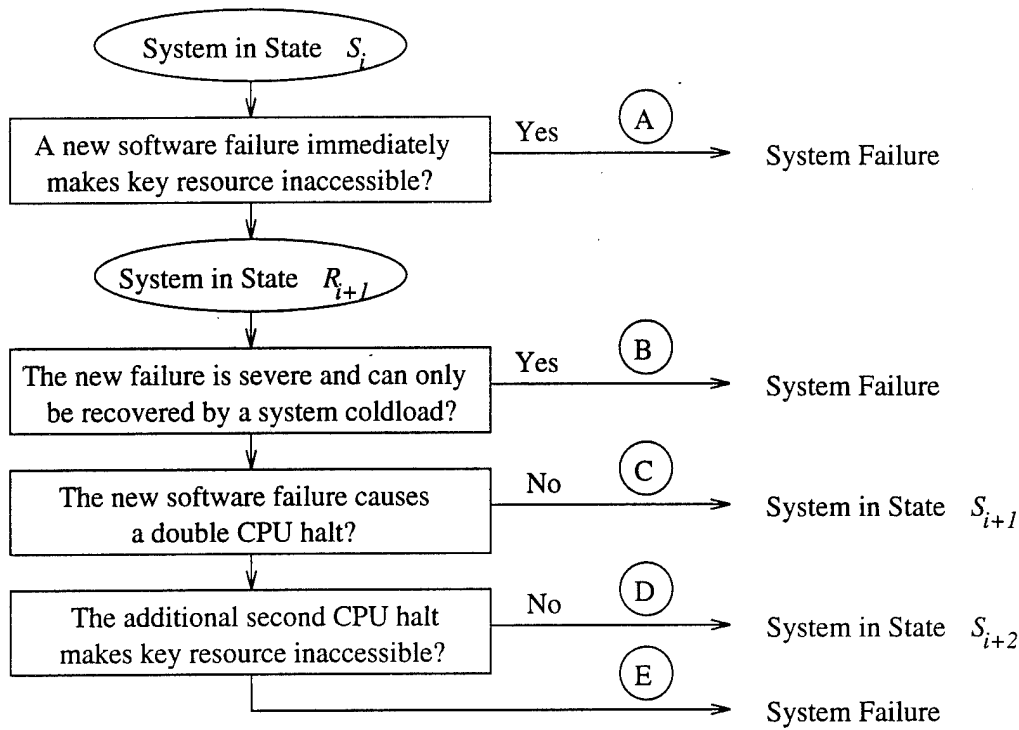 System in State S_i
A new software failure immediately
makes key resource inaccessible?
Yes
A
System Failure
System in State R_{i+1}
The new failure is severe and can only
be recovered by a system coldload?
Yes
B
System Failure
The new software failure causes
a double CPU halt?
No
C
System in State S_{i+1}
The additional second CPU halt
makes key resource inaccessible?
No
D
System in State S_{i+2}
E
System Failure